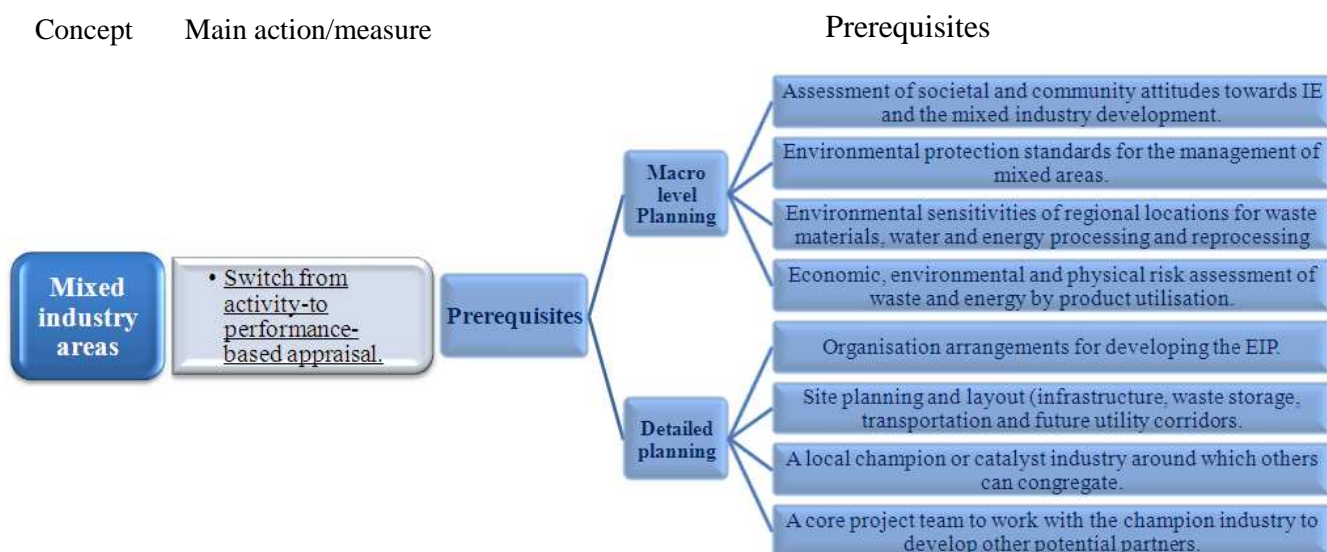 Concept Main action/measure Prerequisites
Mixed
industry
areas
• Switch from
activity-to
performance-
based appraisal.
Prerequisites
Macro
level
Planning
Assessment of societal and community attitudes towards IE
and the mixed industry development.
Environmental protection standards for the management of
mixed areas.
Environmental sensitivities of regional locations for waste
materials, water and energy processing and reprocessing
Economic, environmental and physical risk assessment of
waste and energy by product utilisation.
Detailed
planning
Organisation arrangements for developing the EIP.
Site planning and layout (infrastructure, waste storage,
transportation and future utility corridors.
A local champion or catalyst industry around which others
can congregate.
A core project team to work with the champion industry to
develop other potential partners.